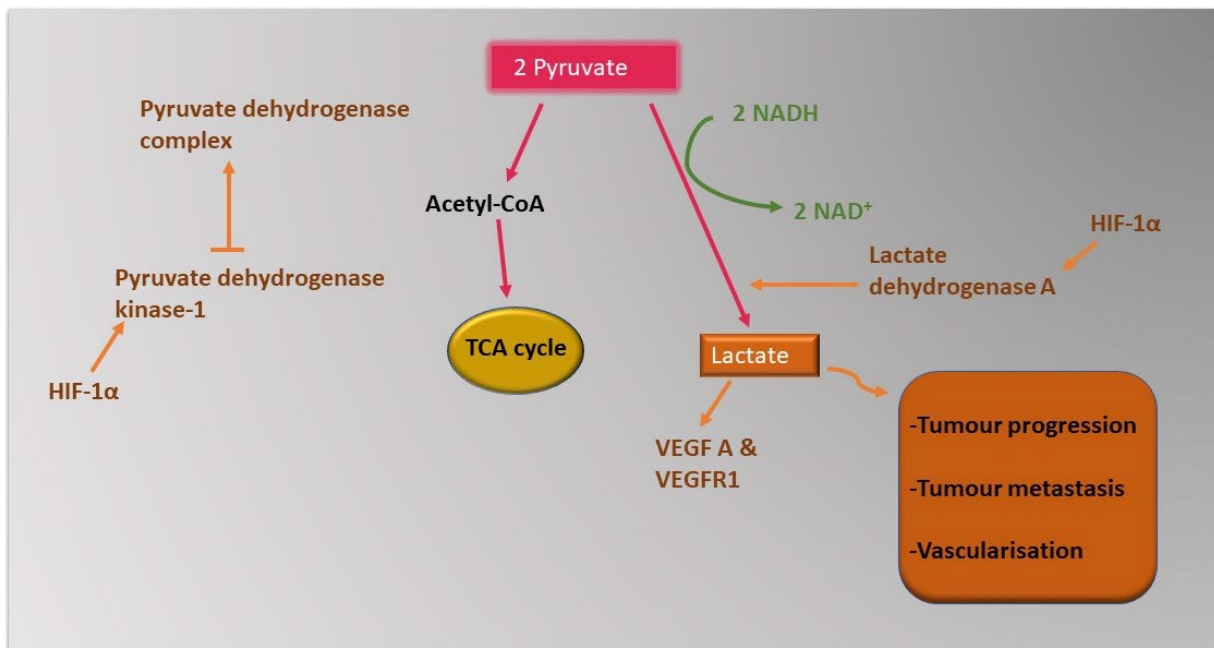 2 Pyruvate
Pyruvate dehydrogenase
complex
2 NADH
Acetyl-CoA
2 NAD⁺
HIF-1α
Lactate
dehydrogenase A
Pyruvate dehydrogenase
kinase-1
TCA cycle
Lactate
HIF-1α
-Tumour progression
VEGF A &
VEGFR1
-Tumour metastasis
-Vascularisation